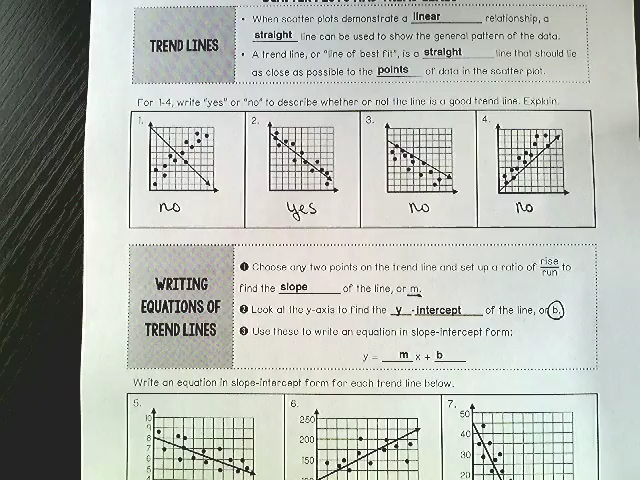 • When scatter plots demonstrate a linear relationship, a
straight line can be used to show the general pattern of the data.
TREND LINES
• A trend line, or "line of best fit", is a straight line that should lie
as close as possible to the points of data in the scatter plot.
For 1-4, write "yes" or "no" to describe whether or not the line is a good trend line. Explain.
1. 2. 3. 4.
no yes no no
WRITING
EQUATIONS OF
TREND LINES
❶ Choose any two points on the trend line and set up a ratio of rise/run to
find the slope of the line, or m.
❷ Look at the y-axis to find the y-intercept of the line, or b.
❸ Use these to write an equation in slope-intercept form:
y = m x + b
Write an equation in slope-intercept form for each trend line below.
5. 6. 7.
10
9
8
7
6
5
4
250
200
150
50
40
30
20